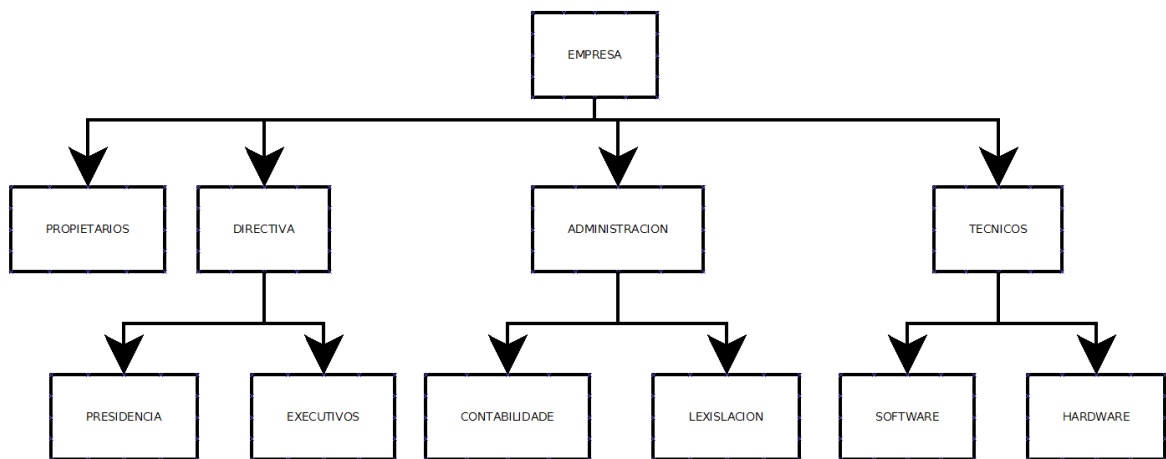 EMPRESA
PROPIETARIOS
DIRECTIVA
ADMINISTRACION
TECNICOS
PRESIDENCIA
EXECUTIVOS
CONTABILIDADE
LEXISLACION
SOFTWARE
HARDWARE